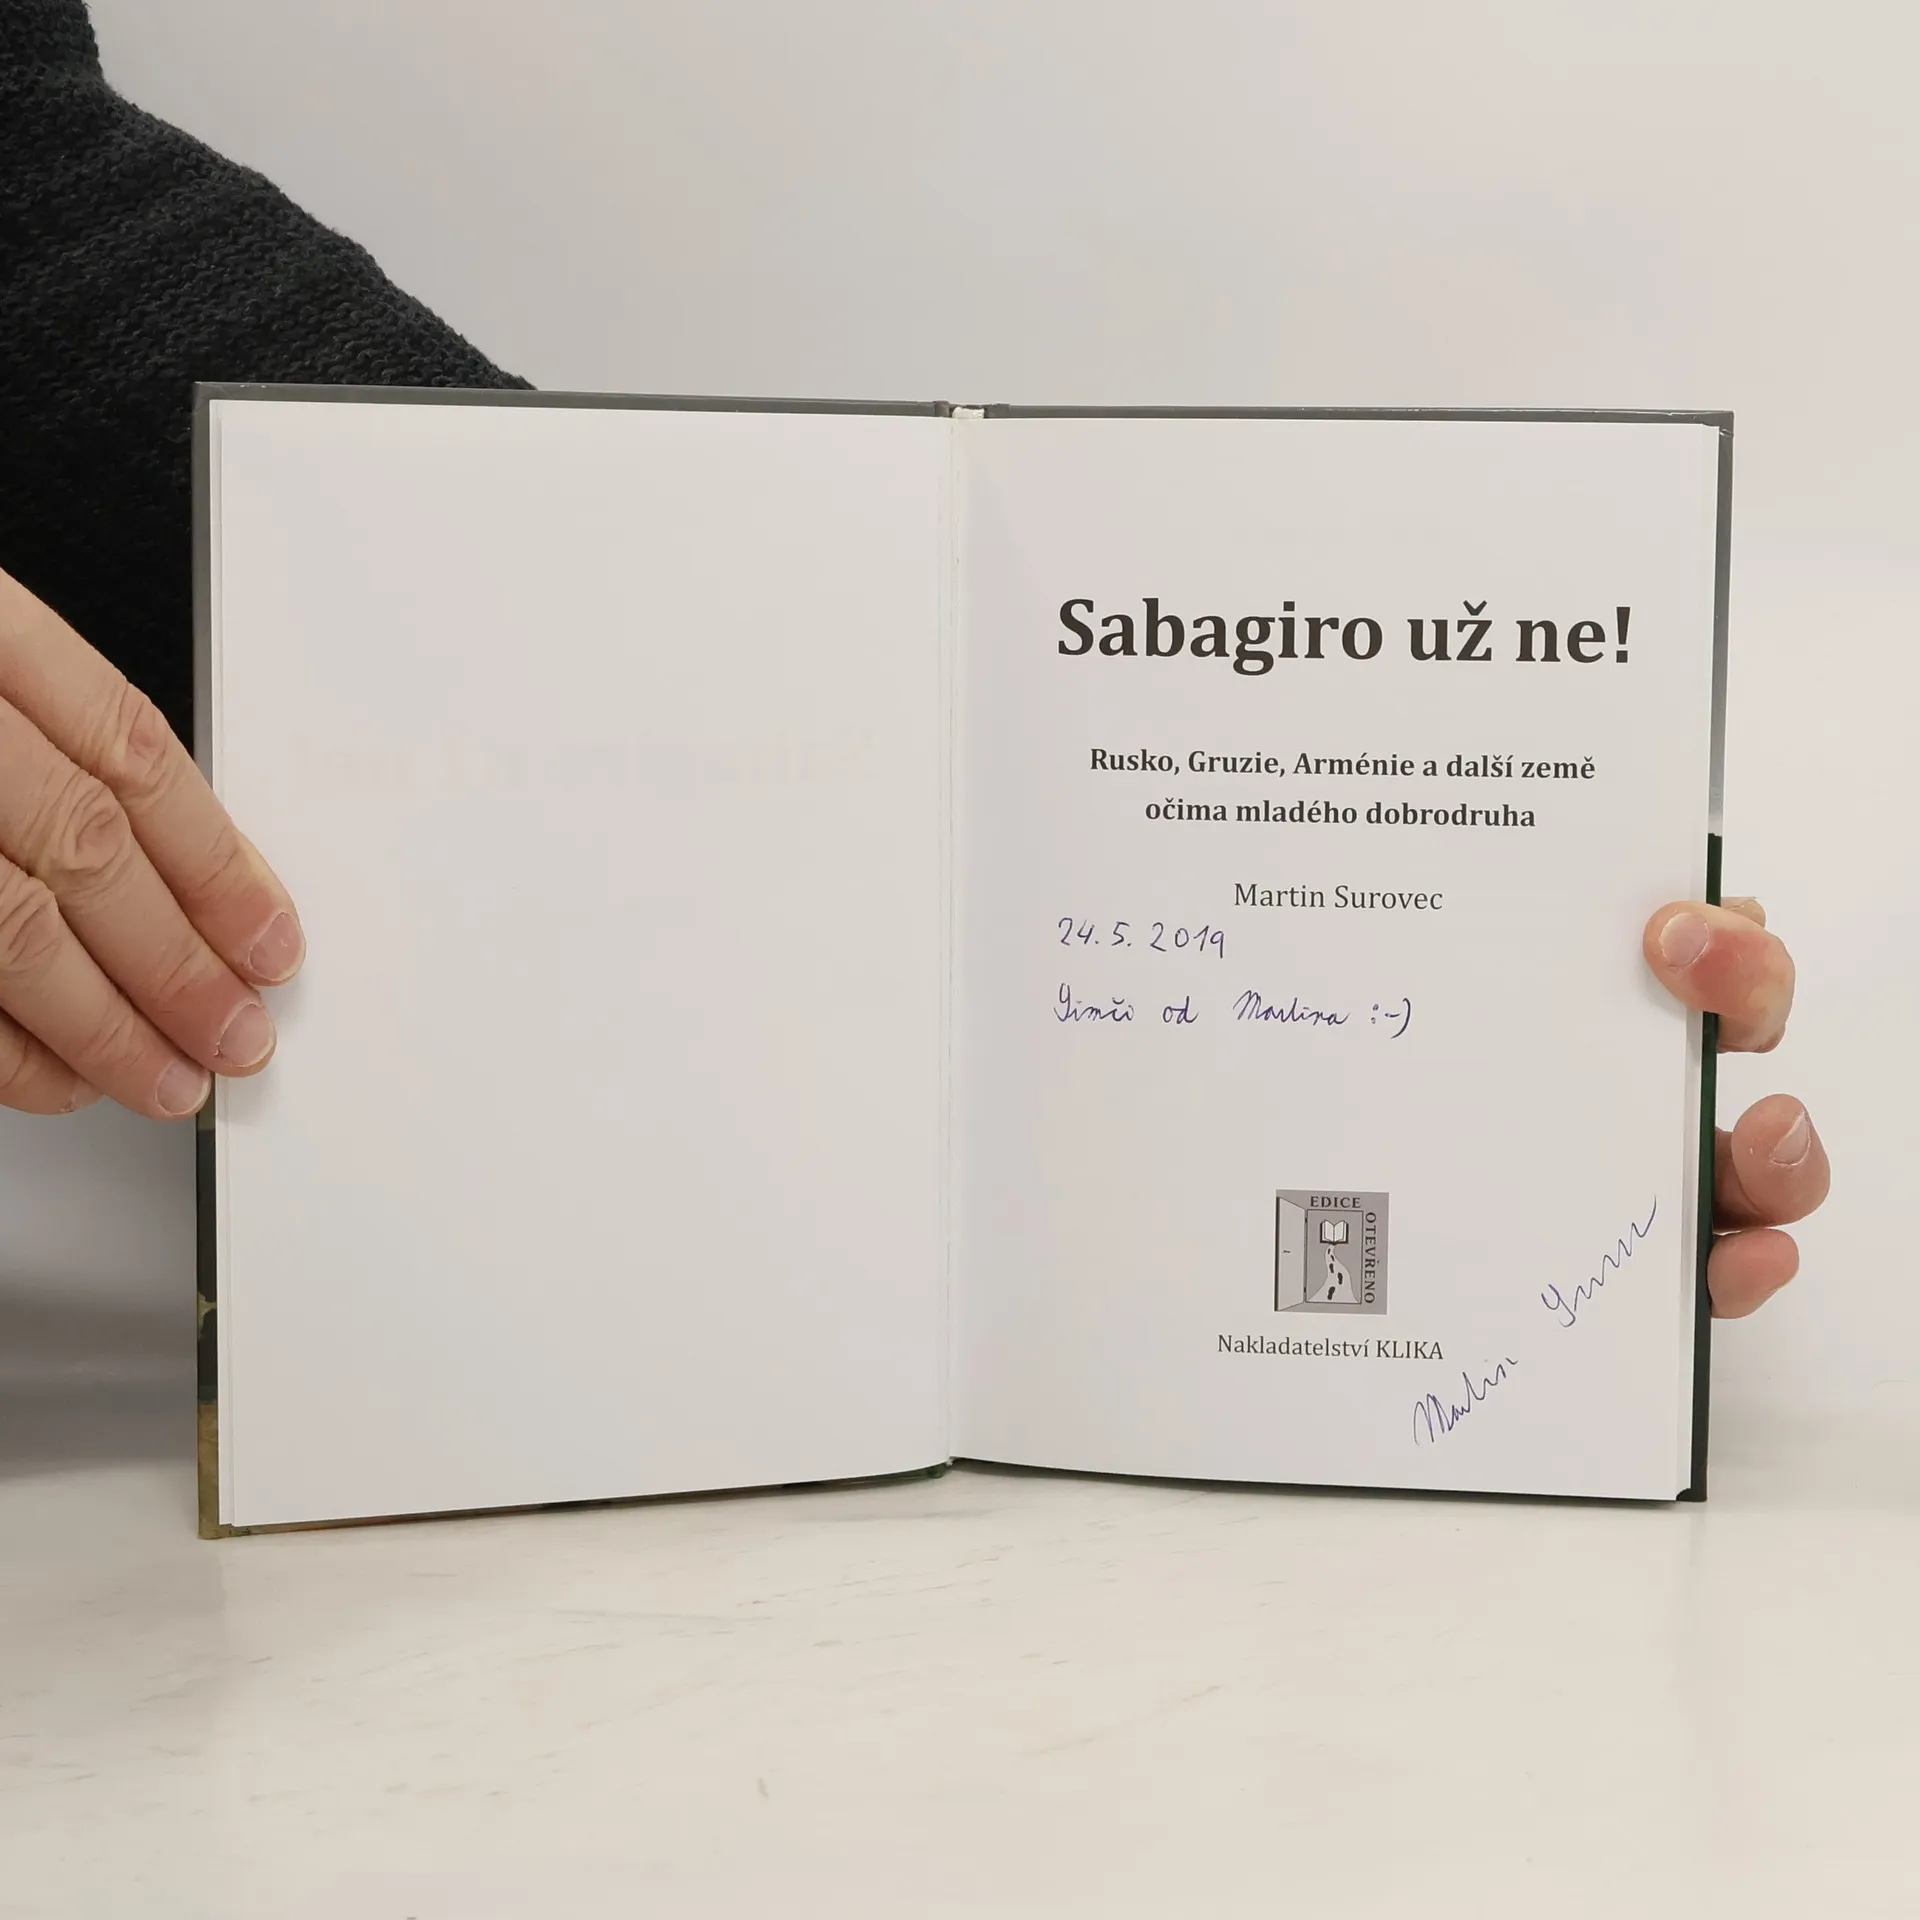 Sabagiro už ne!
Rusko, Gruzie, Arménie a další země
očima mladého dobrodruha
Martin Surovec
24. 5. 2019
od Martina :-)
EDICE
OTEVŘENO
Nakladatelství KLIKA
Martin